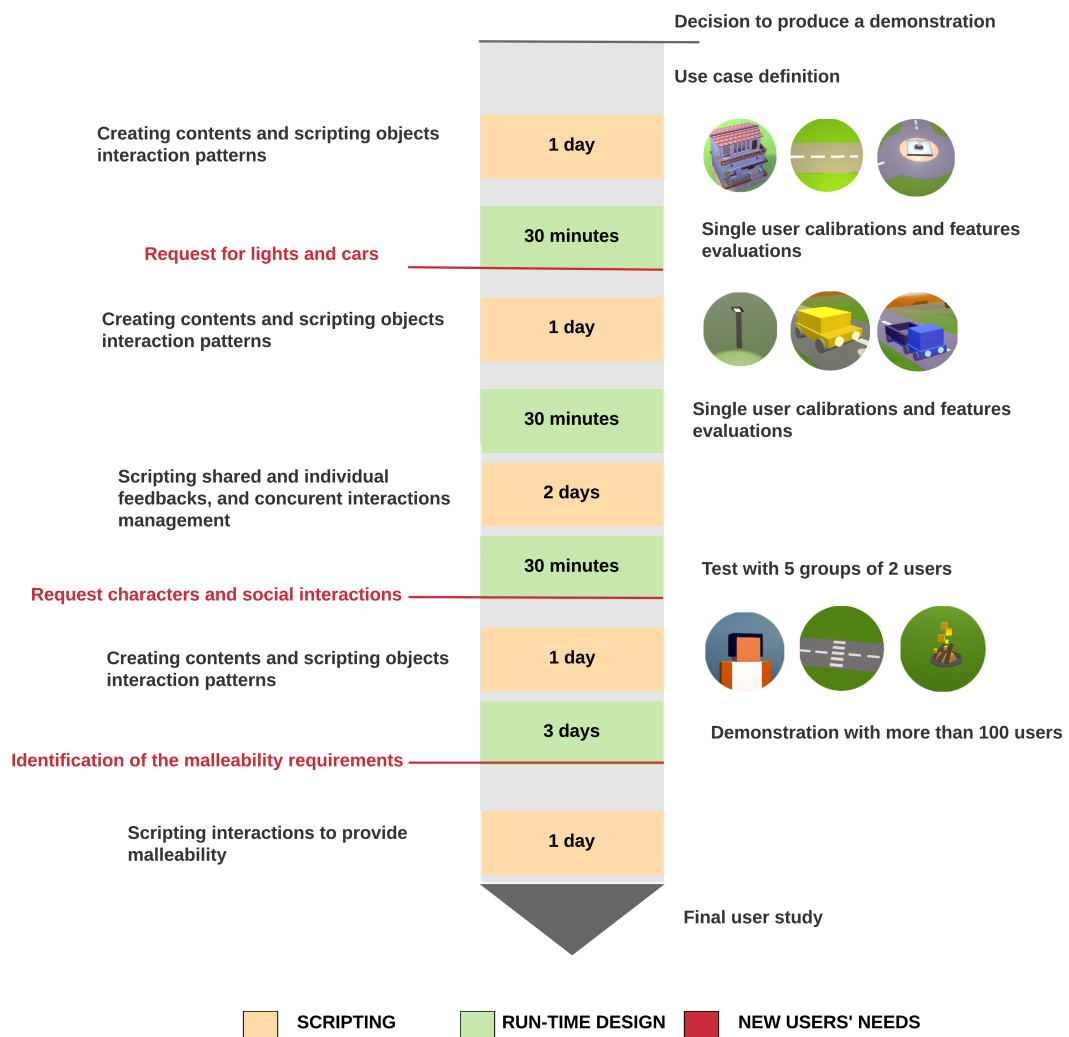 Decision to produce a demonstration
Use case definition
Creating contents and scripting objects
interaction patterns
1 day
30 minutes
Single user calibrations and features
evaluations
Request for lights and cars
Creating contents and scripting objects
interaction patterns
1 day
30 minutes
Single user calibrations and features
evaluations
Scripting shared and individual
feedbacks, and concurent interactions
management
2 days
30 minutes
Test with 5 groups of 2 users
Request characters and social interactions
Creating contents and scripting objects
interaction patterns
1 day
3 days
Demonstration with more than 100 users
Identification of the malleability requirements
Scripting interactions to provide
malleability
1 day
Final user study
SCRIPTING
RUN-TIME DESIGN
NEW USERS' NEEDS